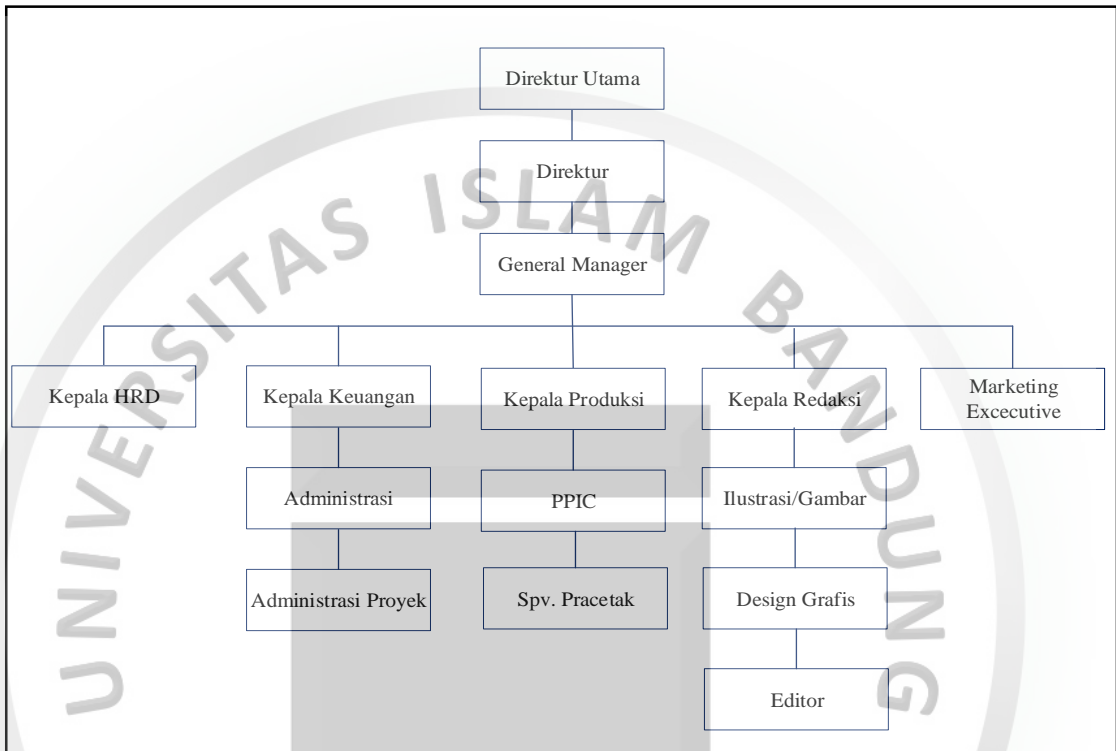 Direktur Utama
Direktur
General Manager
Kepala HRD
Kepala Keuangan
Kepala Produksi
Kepala Redaksi
Marketing
Excecutive
Administrasi
PPIC
Ilustrasi/Gambar
Administrasi Proyek
Spv. Pracetak
Design Grafis
Editor
UNIVERSITAS ISLAM BANDUNG